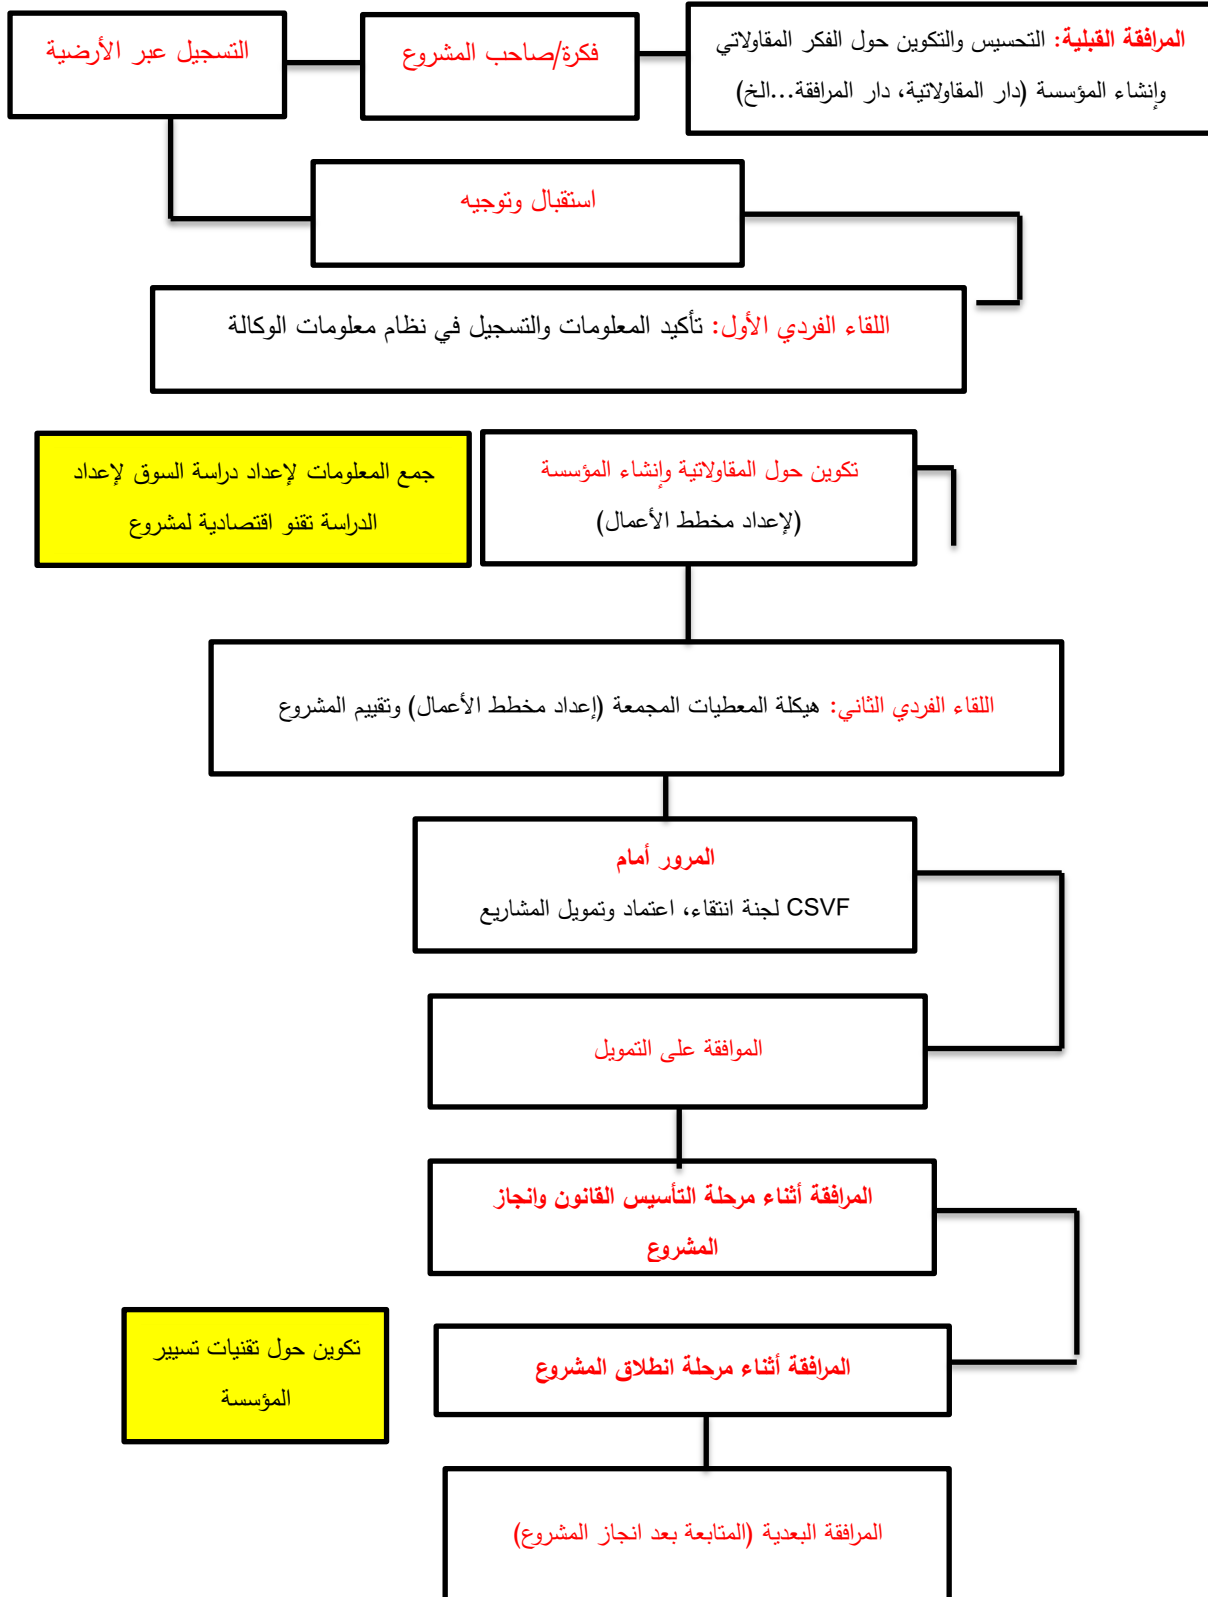 المرافقة القبلية: التحسيس والتكوين حول الفكر المقاولاتي
وإنشاء المؤسسة (دار المقاولاتية، دار المرافقة...الخ)
فكرة/صاحب المشروع
التسجيل عبر الأرضية
استقبال وتوجيه
اللقاء الفردي الأول: تأكيد المعلومات والتسجيل في نظام معلومات الوكالة
تكوين حول المقاولاتية وإنشاء المؤسسة
(لإعداد مخطط الأعمال)
جمع المعلومات لإعداد دراسة السوق لإعداد
الدراسة تقنو اقتصادية لمشروع
اللقاء الفردي الثاني: هيكلة المعطيات المجمعة (إعداد مخطط الأعمال) وتقييم المشروع
المرور أمام
CSVF لجنة انتقاء، اعتماد وتمويل المشاريع
الموافقة على التمويل
المرافقة أثناء مرحلة التأسيس القانون وانجاز
المشروع
المرافقة أثناء مرحلة انطلاق المشروع
تكوين حول تقنيات تسيير
المؤسسة
المرافقة البعدية (المتابعة بعد انجاز المشروع)